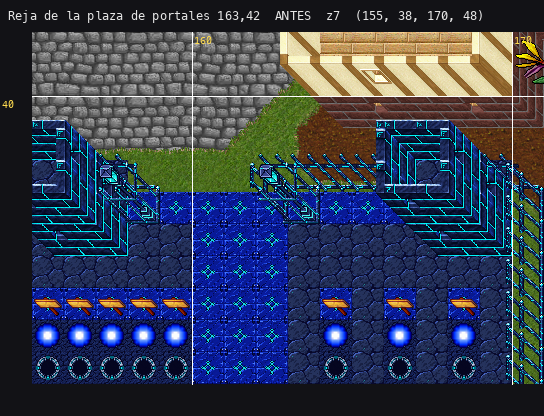 Reja de la plaza de portales 163,42 ANTES z7 (155, 38, 170, 48)
160
170
40